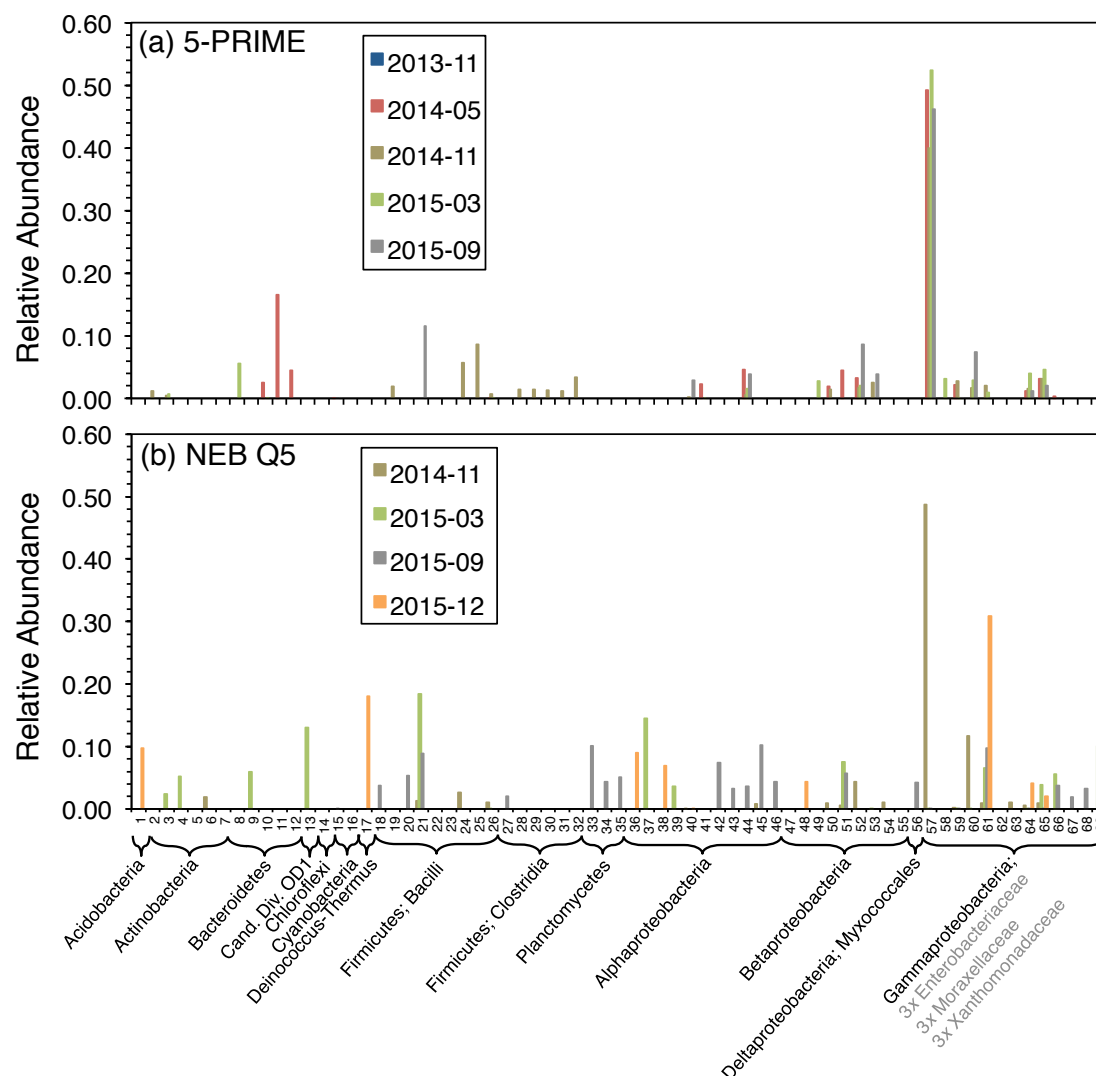 (a) 5-PRIME
Relative Abundance
0.60
0.50
0.40
0.30
0.20
0.10
0.00
2013-11
2014-05
2014-11
2015-03
2015-09
(b) NEB Q5
Relative Abundance
0.60
0.50
0.40
0.30
0.20
0.10
0.00
2014-11
2015-03
2015-09
2015-12
1 2 3 4 5 6 7 8 9 10 11 12 13 14 15 16 17 18 19 20 21 22 23 24 25 26 27 28 29 30 31 32 33 34 35 36 37 38 39 40 41 42 43 44 45 46 47 48 49 50 51 52 53 54 55 56 57 58 59 60 61 62 63 64 65 66 67 68
Acidobacteria
Actinobacteria
Bacteroidetes
Cand. Div. OD1
Chloroflexi
Cyanobacteria
Deinococcus-Thermus
Firmicutes; Bacilli
Firmicutes; Clostridia
Planctomycetes
Alphaproteobacteria
Betaproteobacteria
Deltaproteobacteria; Myxococcales
Gammaproteobacteria;
3x Enterobacteriaceae
3x Moraxellaceae
3x Xanthomonadaceae